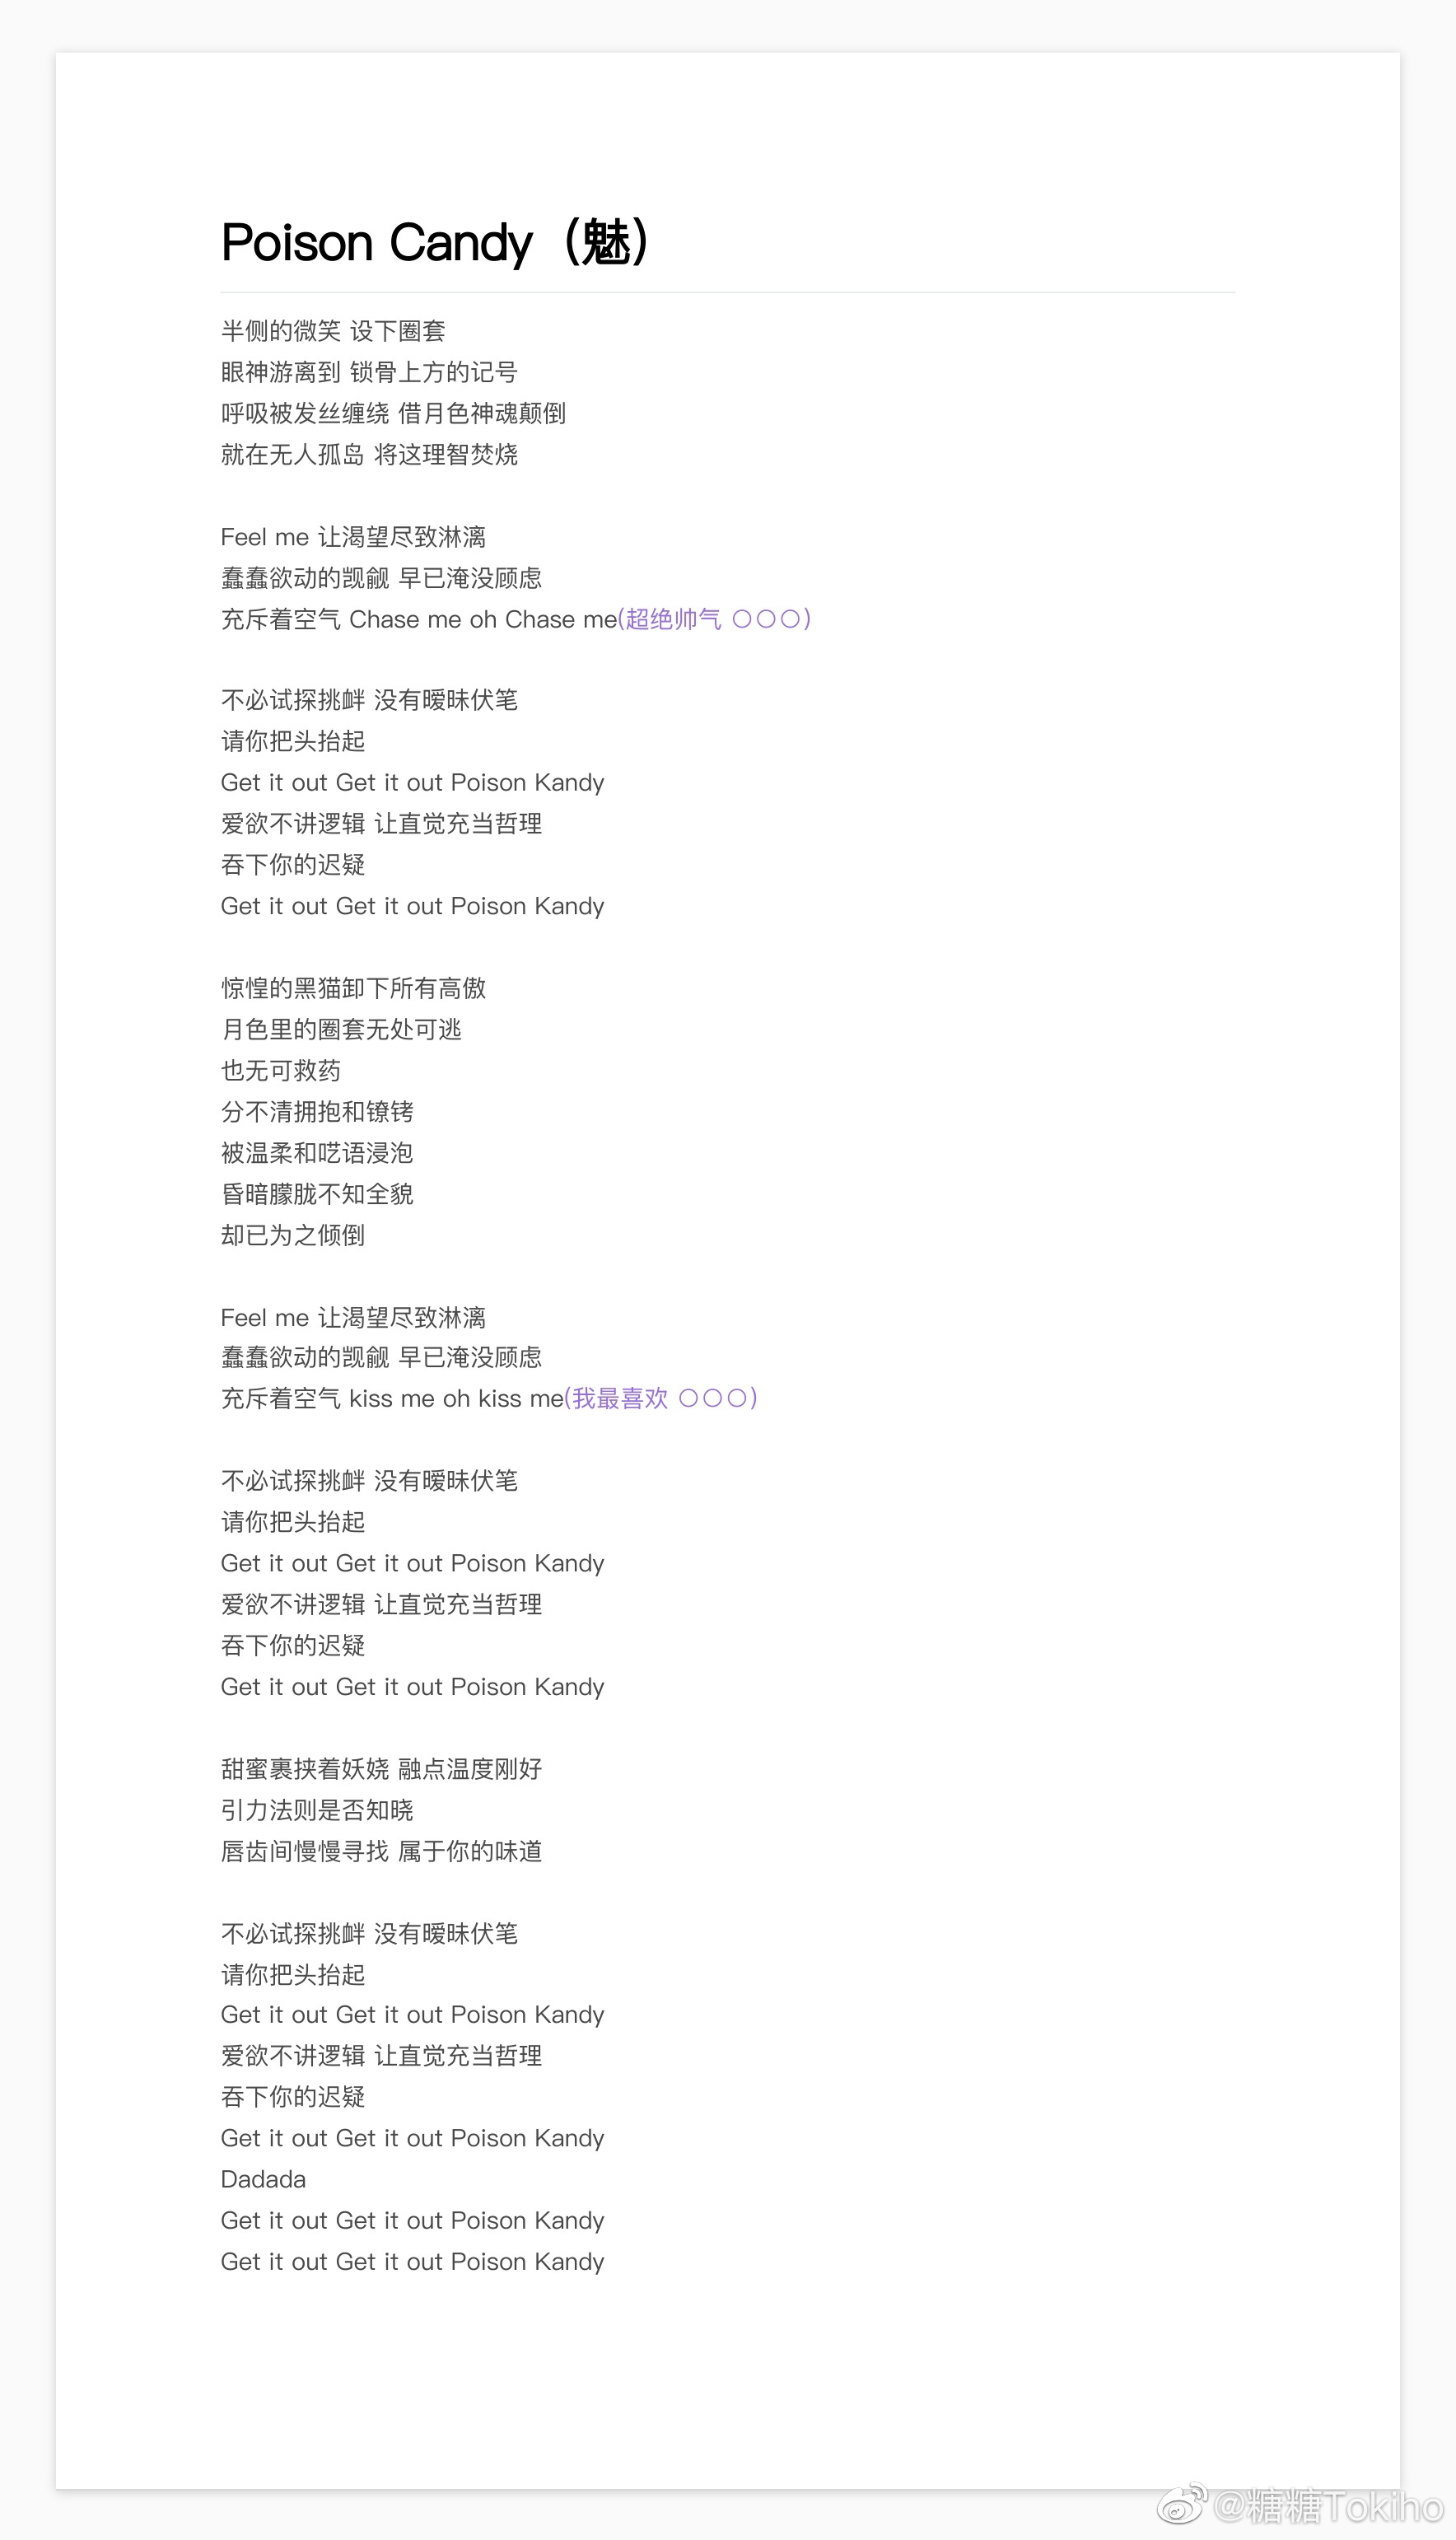 Poison Candy（魅）
半侧的微笑 设下圈套
眼神游离到 锁骨上方的记号
呼吸被发丝缠绕 借月色神魂颠倒
就在无人孤岛 将这理智焚烧
Feel me 让渴望尽致淋漓
蠢蠢欲动的觊觎 早已淹没顾虑
充斥着空气 Chase me oh Chase me(超绝帅气 〇〇〇)
不必试探挑衅 没有暧昧伏笔
请你把头抬起
Get it out Get it out Poison Kandy
爱欲不讲逻辑 让直觉充当哲理
吞下你的迟疑
Get it out Get it out Poison Kandy
惊惶的黑猫卸下所有高傲
月色里的圈套无处可逃
也无可救药
分不清拥抱和镣铐
被温柔和呓语浸泡
昏暗朦胧不知全貌
却已为之倾倒
Feel me 让渴望尽致淋漓
蠢蠢欲动的觊觎 早已淹没顾虑
充斥着空气 kiss me oh kiss me(我最喜欢 〇〇〇)
不必试探挑衅 没有暧昧伏笔
请你把头抬起
Get it out Get it out Poison Kandy
爱欲不讲逻辑 让直觉充当哲理
吞下你的迟疑
Get it out Get it out Poison Kandy
甜蜜裹挟着妖娆 融点温度刚好
引力法则是否知晓
唇齿间慢慢寻找 属于你的味道
不必试探挑衅 没有暧昧伏笔
请你把头抬起
Get it out Get it out Poison Kandy
爱欲不讲逻辑 让直觉充当哲理
吞下你的迟疑
Get it out Get it out Poison Kandy
Dadada
Get it out Get it out Poison Kandy
Get it out Get it out Poison Kandy
@糖糖Tokiho